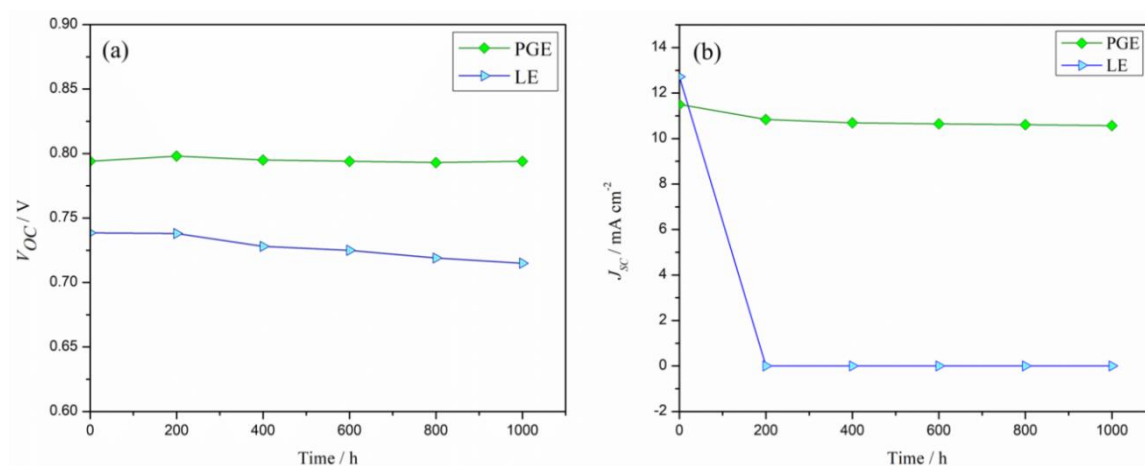 (a)
PGE
LE
0.90
0.85
0.80
0.75
0.70
0.65
0.60
V_OC / V
0 200 400 600 800 1000
Time / h
(b)
PGE
LE
14
12
10
8
6
4
2
0
-2
J_SC / mA cm⁻²
0 200 400 600 800 1000
Time / h